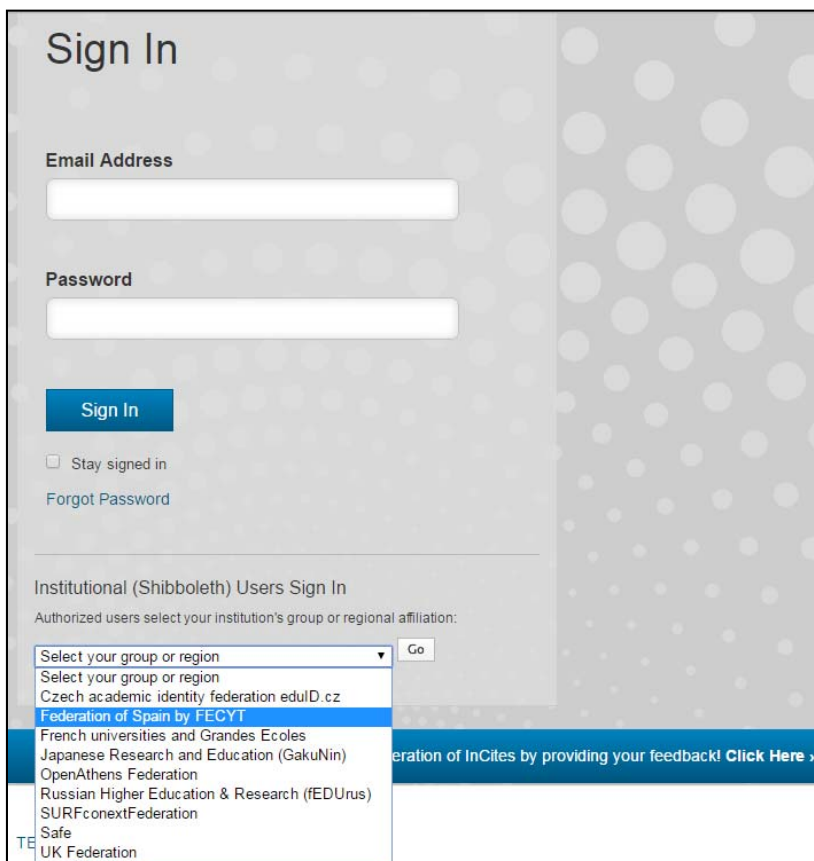 Sign In
Email Address
Password
Sign In
Stay signed in
Forgot Password
Institutional (Shibboleth) Users Sign In
Authorized users select your institution's group or regional affiliation:
Select your group or region
Go
Select your group or region
Czech academic identity federation eduID.cz
Federation of Spain by FECYT
French universities and Grandes Ecoles
Japanese Research and Education (GakuNin)
eration of InCites by providing your feedback! Click Here »
OpenAthens Federation
Russian Higher Education & Research (fEDUrus)
SURFconextFederation
Safe
TE
UK Federation